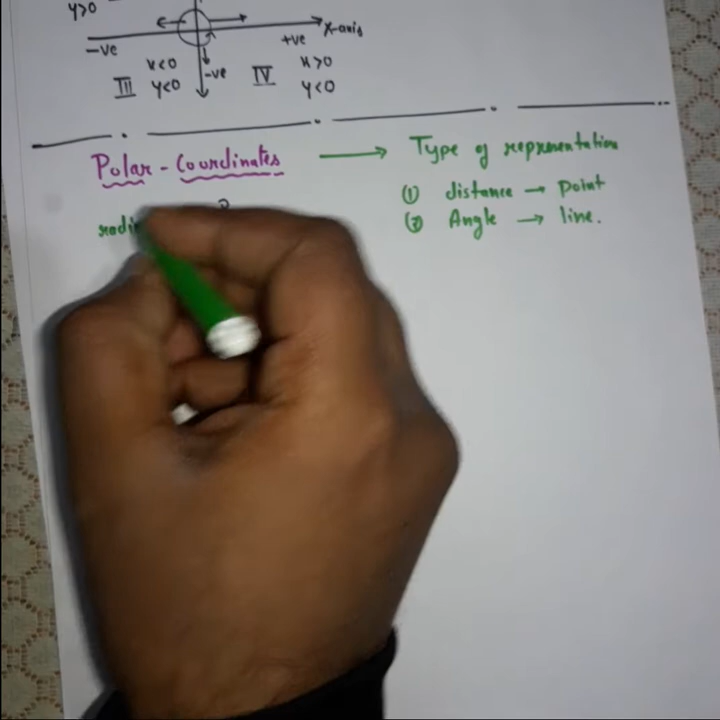 y>0
X-axis
-ve +ve
x<0 x>0
III y<0 -ve IV y<0
Polar - Coordinates → Type of representation
(1) distance → point
(2) Angle → line.